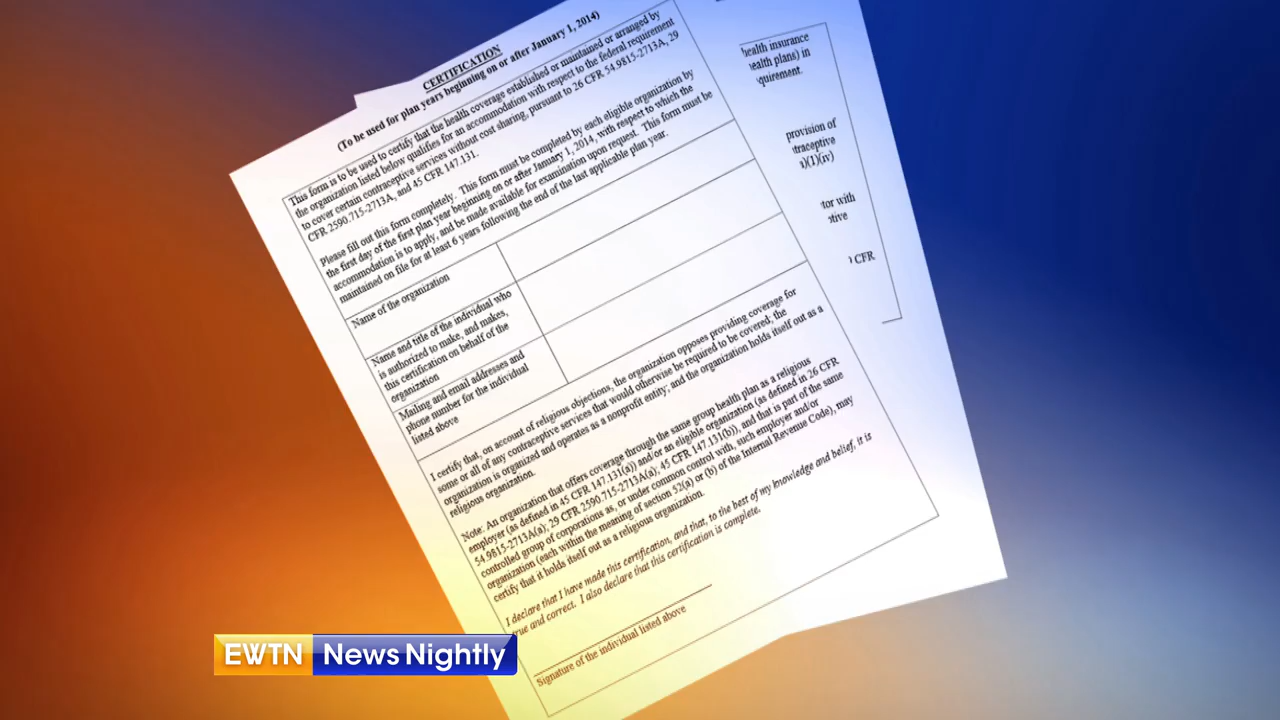 CERTIFICATION
(To be used for plan years beginning on or after January 1, 2014)
This form is to be used to certify that the health coverage established or maintained or arranged by
the organization listed below qualifies for an accommodation with respect to the federal requirement
to cover certain contraceptive services without cost sharing, pursuant to 26 CFR 54.9815-2713A, 29
CFR 2590.715-2713A, and 45 CFR 147.131.
Please fill out this form completely. This form must be completed by each eligible organization by
the first day of the first plan year beginning on or after January 1, 2014, with respect to which the
accommodation is to apply, and be made available for examination upon request. This form must be
maintained on file for at least 6 years following the end of the last applicable plan year.
Name of the organization
Name and title of the individual who
is authorized to make, and makes,
this certification on behalf of the
organization
Mailing and email addresses and
phone number for the individual
listed above
I certify that, on account of religious objections, the organization opposes providing coverage for
some or all of any contraceptive services that would otherwise be required to be covered; the
organization is organized and operates as a nonprofit entity; and the organization holds itself out as a
religious organization.
Note: An organization that offers coverage through the same group health plan as a religious
employer (as defined in 45 CFR 147.131(a)) and/or an eligible organization (as defined in 26 CFR
54.9815-2713A(a); 29 CFR 2590.715-2713A(a); 45 CFR 147.131(b)), and that is part of the same
controlled group of corporations as, or under common control with, such employer and/or
organization (each within the meaning of section 52(a) or (b) of the Internal Revenue Code), may
certify that it holds itself out as a religious organization.
I declare that I have made this certification, and that, to the best of my knowledge and belief, it is
true and correct. I also declare that this certification is complete.
Signature of the individual listed above
health insurance
ealth plans) in
quirement.
provision of
traceptive
a)(1)(iv)
tor with
tive
CFR
EWTN News Nightly